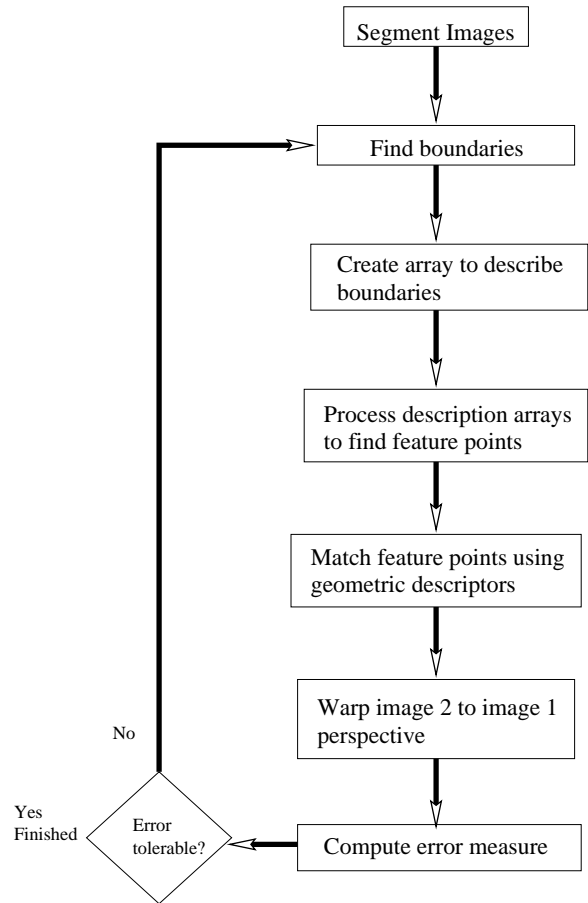 Segment Images
Find boundaries
Create array to describe
boundaries
Process description arrays
to find feature points
Match feature points using
geometric descriptors
Warp image 2 to image 1
perspective
No
Yes
Finished
Error
tolerable?
Compute error measure